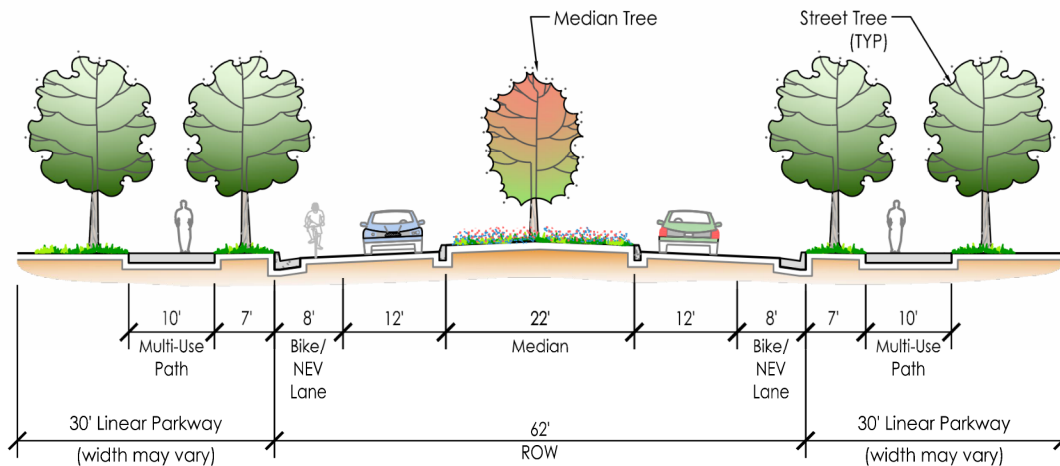 Median Tree
Street Tree
(TYP)
10' 7' 8' 12' 22' 12' 8' 7' 10'
Multi-Use
Path
Bike/
NEV
Lane
Median
Bike/
NEV
Lane
Multi-Use
Path
30' Linear Parkway
(width may vary)
62'
ROW
30' Linear Parkway
(width may vary)